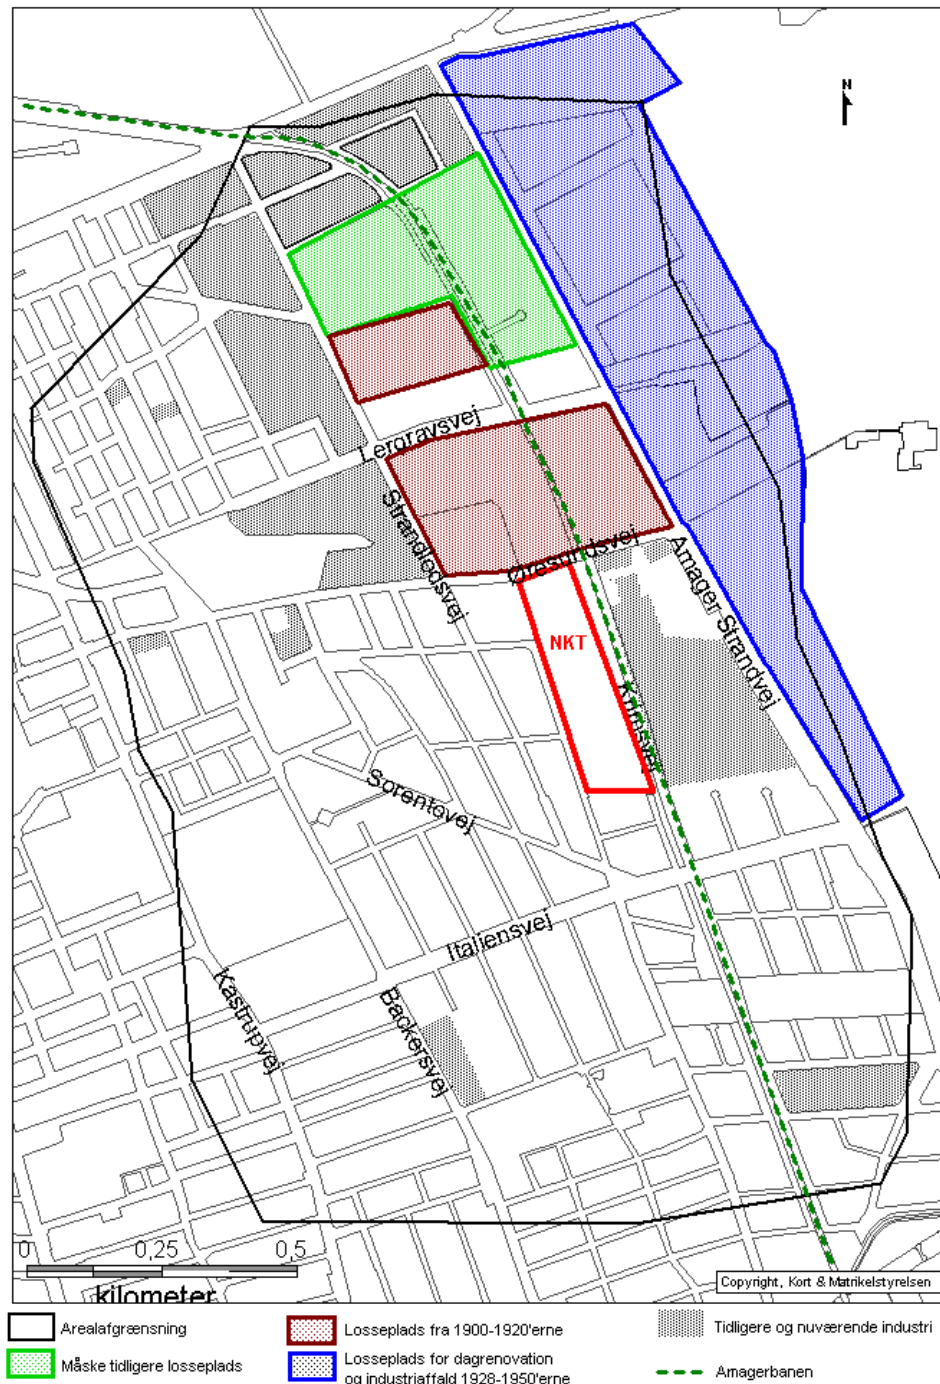 N
Lergravsvej
Strandlodsvej
Øresundsvej
Amager Strandvej
NKT
Krimsvej
Sorentovej
Italiensvej
Kastrupvej
Backersvej
0 0,25 0,5
kilometer
Copyright, Kort & Matrikelstyrelsen
Arealafgrænsning
Måske tidligere losseplads
Losseplads fra 1900-1920'erne
Losseplads for dagrenovation
og industriaffald 1928-1950'erne
Tidligere og nuværende industri
Amagerbanen